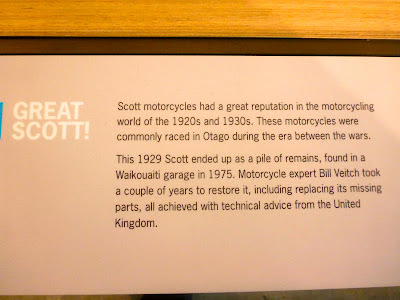 GREAT
SCOTT!
Scott motorcycles had a great reputation in the motorcycling
world of the 1920s and 1930s. These motorcycles were
commonly raced in Otago during the era between the wars.
This 1929 Scott ended up as a pile of remains, found in a
Waikouaiti garage in 1975. Motorcycle expert Bill Veitch took
a couple of years to restore it, including replacing its missing
parts, all achieved with technical advice from the United
Kingdom.